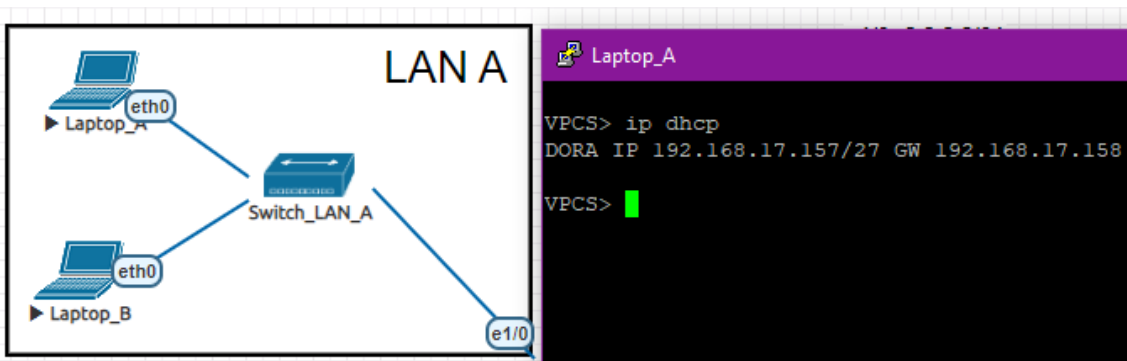 LAN A
eth0
Laptop_A
Switch_LAN_A
eth0
Laptop_B
e1/0
Laptop_A
VPCS> ip dhcp
DORA IP 192.168.17.157/27 GW 192.168.17.158
VPCS>